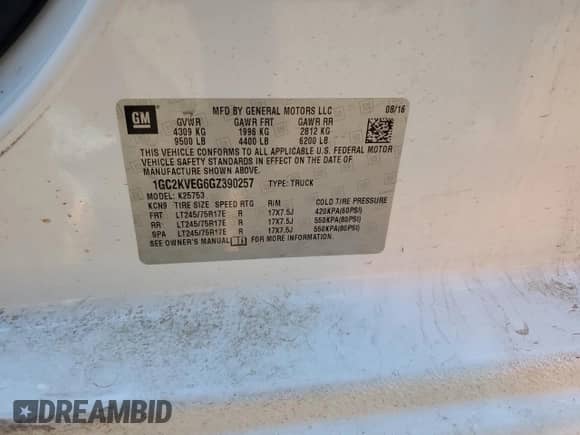 GM
MFD BY GENERAL MOTORS LLC 08/16
GVWR GAWR FRT GAWR RR
4309 KG 1996 KG 2812 KG
9500 LB 4400 LB 6200 LB
THIS VEHICLE CONFORMS TO ALL APPLICABLE U.S. FEDERAL MOTOR
VEHICLE SAFETY STANDARDS IN EFFECT ON THE DATE OF
MANUFACTURE SHOWN ABOVE.
1GC2KVEG6GZ390257 TYPE: TRUCK
MODEL: K25753
KCN9 TIRE SIZE SPEED RTG RIM COLD TIRE PRESSURE
FRT LT245/75R17E R 17X7.5J 420KPA(60PSI)
RR LT245/75R17E R 17X7.5J 550KPA(80PSI)
SPA LT245/75R17E R 17X7.5J 550KPA(80PSI)
SEE OWNER'S MANUAL FOR MORE INFORMATION.
DREAMBID